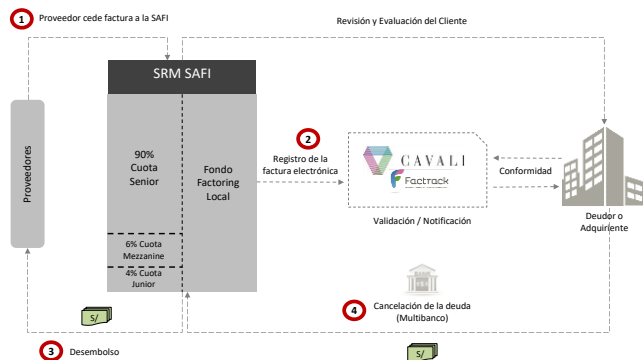 1
Proveedor cede factura a la SAFI
Revisión y Evaluación del Cliente
SRM SAFI
Proveedores
90%
Cuota
Senior
6% Cuota
Mezzanine
4% Cuota
Junior
Fondo
Factoring
Local
2
Registro de la
factura electrónica
CAVALI
Factrack
Validación / Notificación
Conformidad
Deudor o
Adquiriente
4
Cancelación de la deuda
(Multibanco)
S/
3
Desembolso
S/